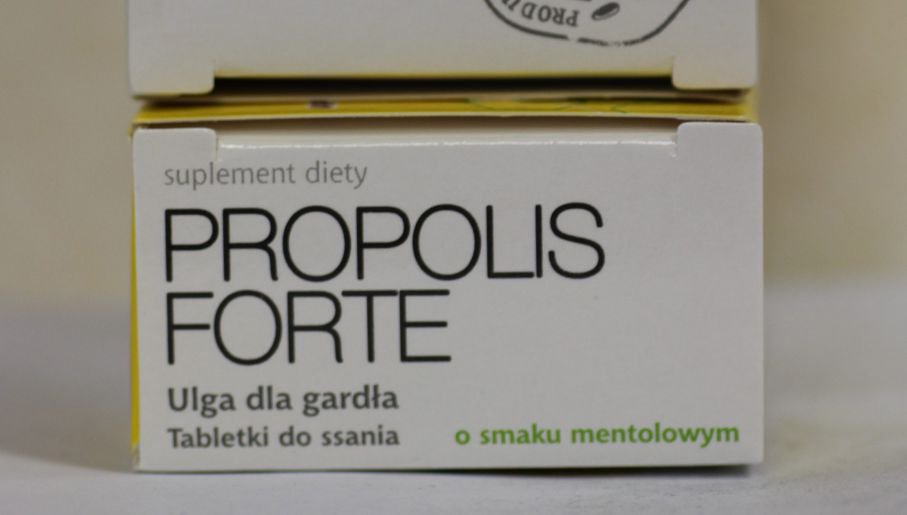 suplement diety
PROPOLIS
FORTE
Ulga dla gardła
Tabletki do ssania
o smaku mentolowym